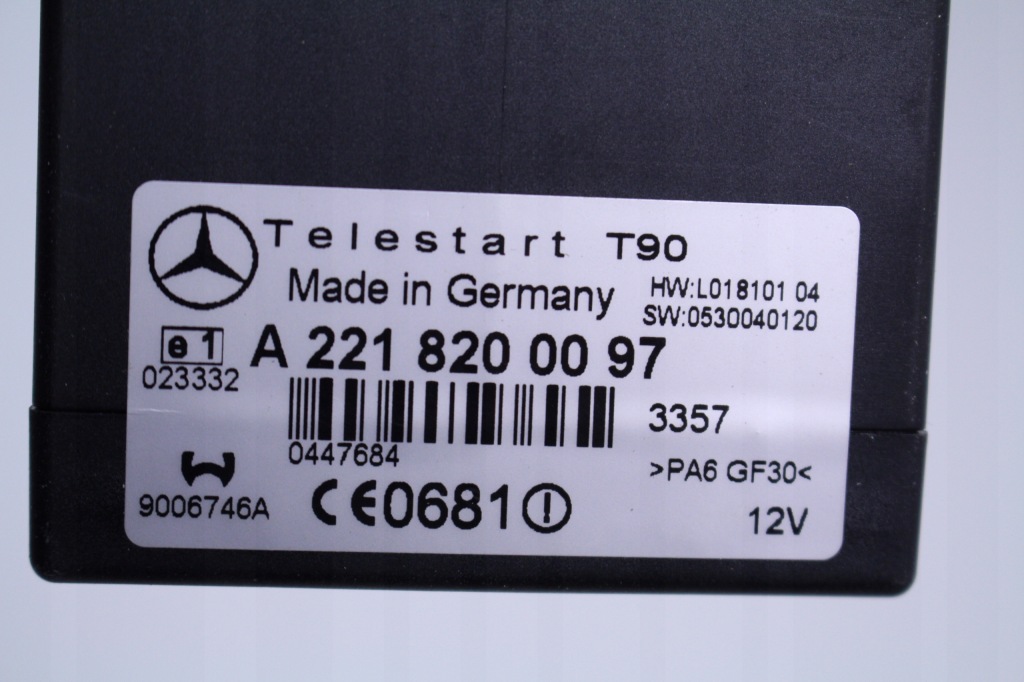 Telestart T90
Made in Germany
HW:L018101 04
SW:0530040120
e 1
A 221 820 00 97
023332
0447684
3357
>PA6 GF30<
9006746A
CE0681
12V